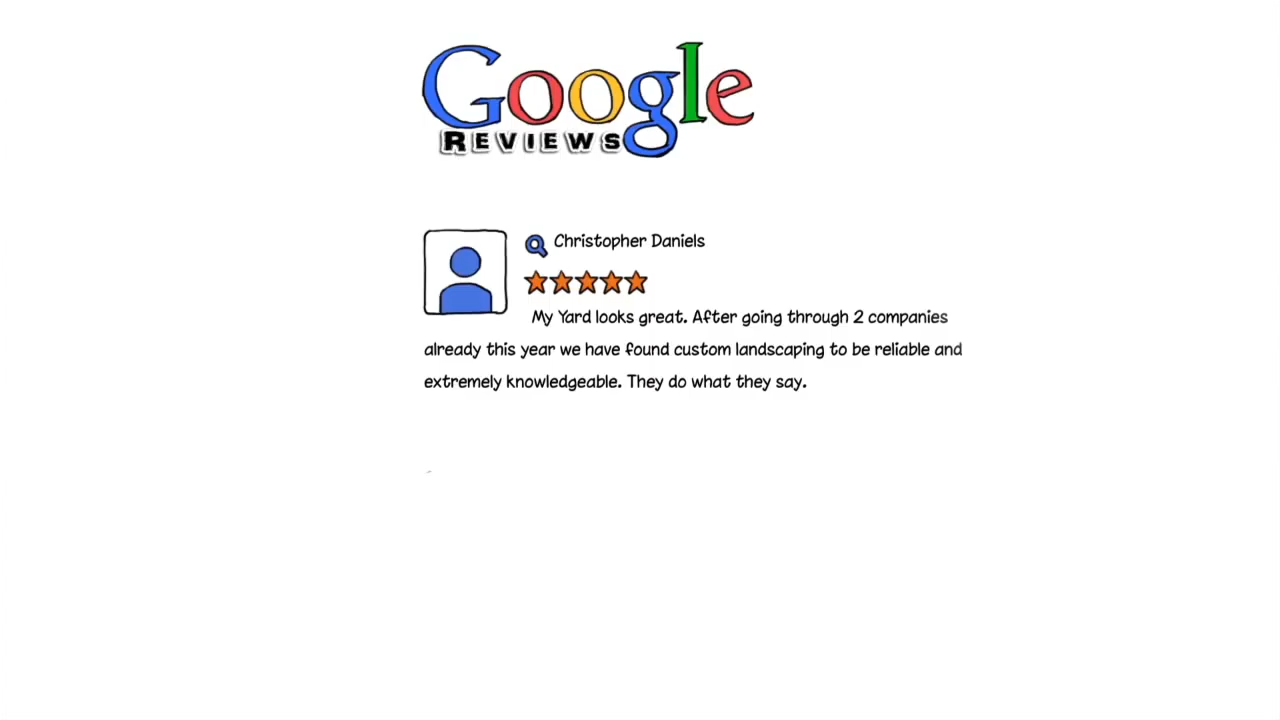 Google
REVIEWS
Christopher Daniels
My Yard looks great. After going through 2 companies
already this year we have found custom landscaping to be reliable and
extremely knowledgeable. They do what they say.